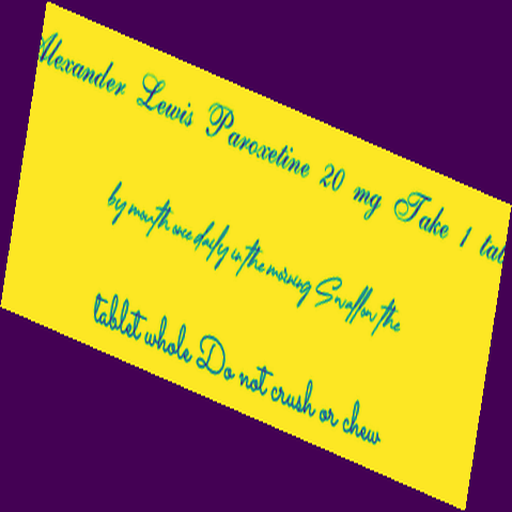 Alexander Lewis Paroxetine 20 mg Take 1 tab
by mouth once daily in the morning Swallow the
tablet whole Do not crush or chew